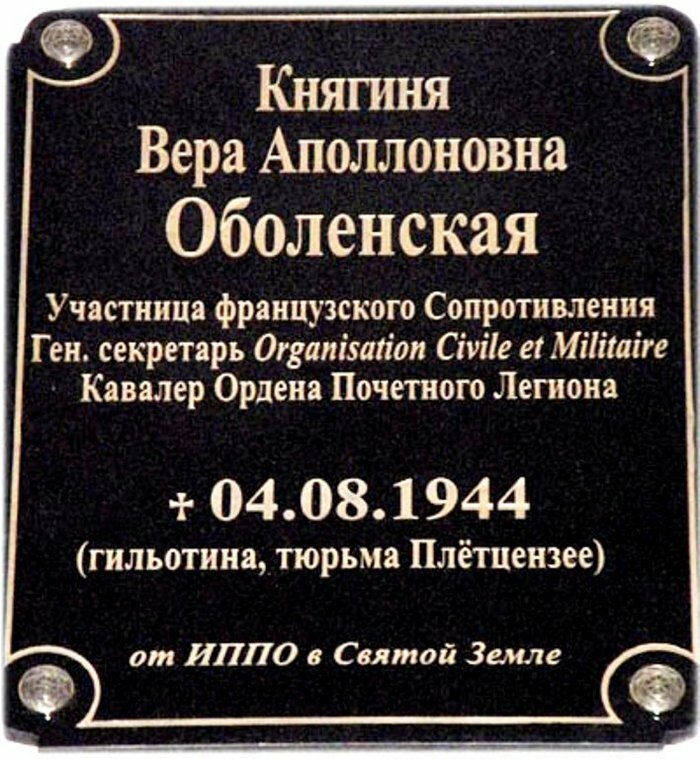 Княгиня
Вера Аполлоновна
Оболенская
Участница французского Сопротивления
Ген. секретарь Organisation Civile et Militaire
Кавалер Ордена Почетного Легиона
✝ 04.08.1944
(гильотина, тюрьма Плётцензее)
от ИППО в Святой Земле